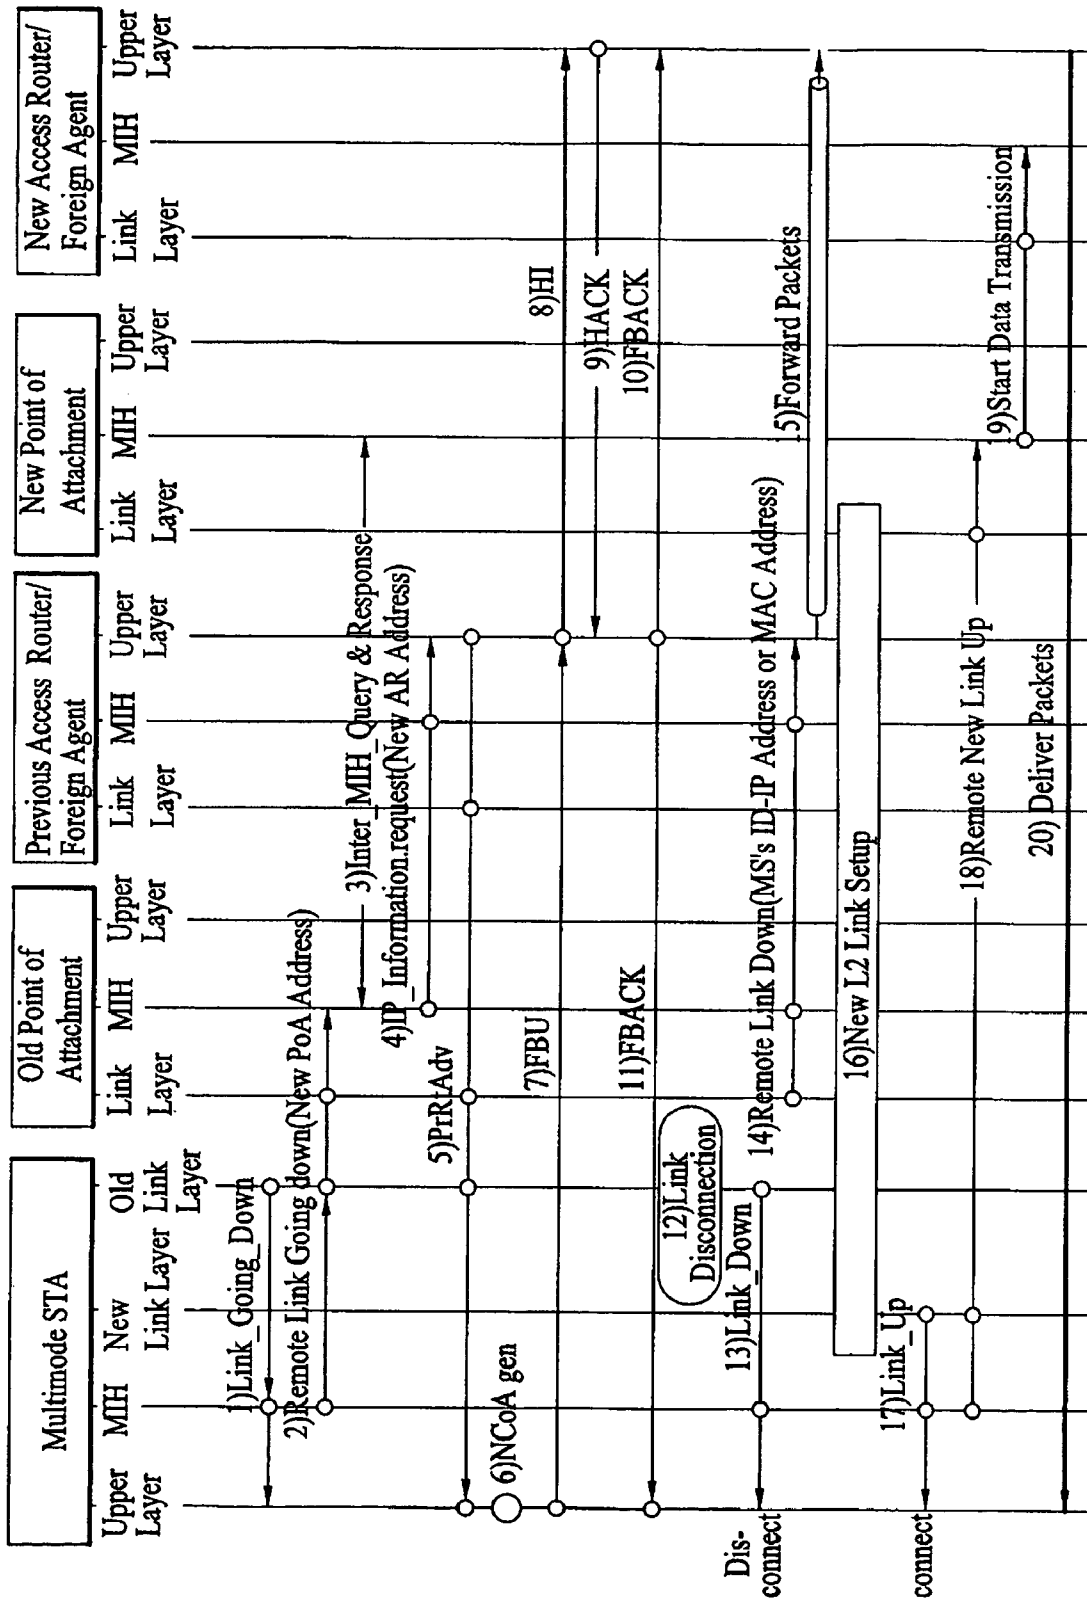 Multimode STA
Old Point of
Attachment
Previous Access Router/
Foreign Agent
New Point of
Attachment
New Access Router/
Foreign Agent
Upper
Layer
MIH
New
Link Layer
Old
Link
Layer
Link
Layer
MIH
Upper
Layer
Link
Layer
MIH
Upper
Layer
Link
Layer
MIH
Upper
Layer
Link
Layer
MIH
Upper
Layer
1)Link_Going_Down
2)Remote Link Going down(New PoA Address)
3)Inter_MIH_Query & Response
4)IP_Information.request(New AR Address)
5)PrRtAdv
6)NCoA gen
7)FBU
8)HI
9)HACK
10)FBACK
11)FBACK
12)Link
Disconnection
13)Link_Down
Dis-
connect
14)Remote Link Down(MS's ID-IP Address or MAC Address)
15)Forward Packets
16)New L2 Link Setup
17)Link_Up
connect
18)Remote New Link Up
19)Start Data Transmission
20) Deliver Packets